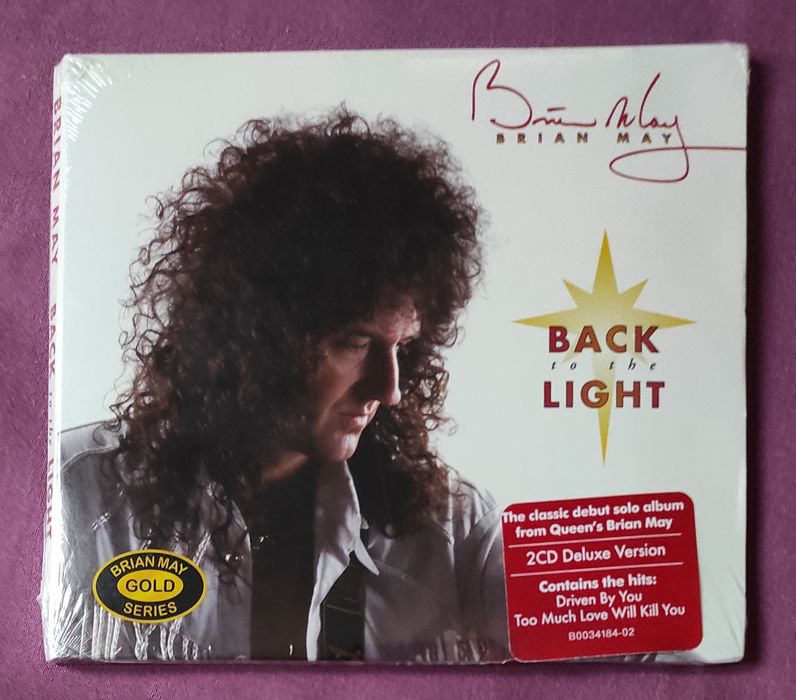 BRIAN MAY BACK to the LIGHT
Brian May
BRIAN MAY
BACK
to the
LIGHT
The classic debut solo album
from Queen's Brian May
2CD Deluxe Version
Contains the hits:
Driven By You
Too Much Love Will Kill You
B0034184-02
BRIAN MAY
GOLD
SERIES